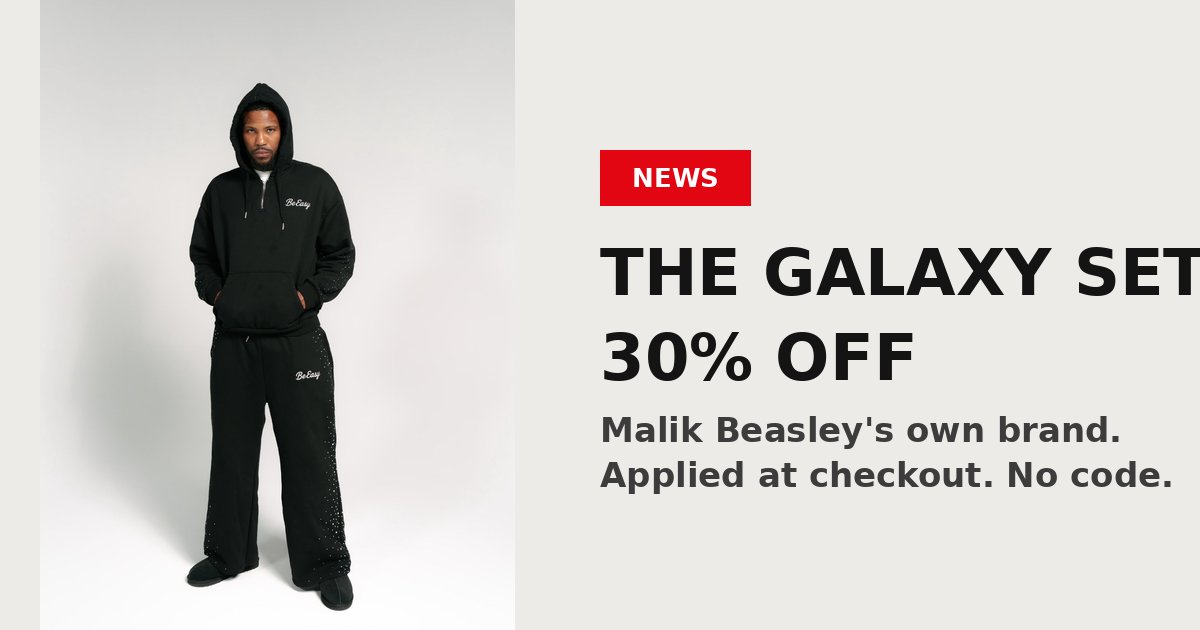 BeEasy
BeEasy
NEWS
THE GALAXY SET
30% OFF
Malik Beasley's own brand.
Applied at checkout. No code.